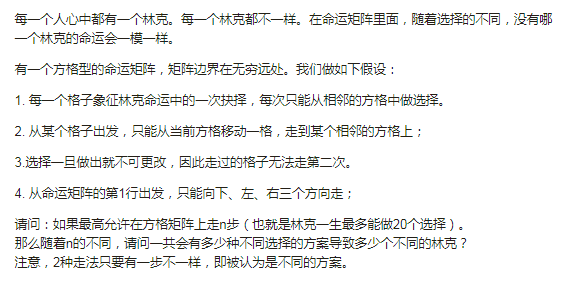 每一个人心中都有一个林克。每一个林克都不一样。在命运矩阵里面，随着选择的不同，没有哪
一个林克的命运会一模一样。
有一个方格型的命运矩阵，矩阵边界在无穷远处。我们做如下假设：
1. 每一个格子象征林克命运中的一次抉择，每次只能从相邻的方格中做选择。
2. 从某个格子出发，只能从当前方格移动一格，走到某个相邻的方格上；
3.选择一旦做出就不可更改，因此走过的格子无法走第二次。
4. 从命运矩阵的第1行出发，只能向下、左、右三个方向走；
请问：如果最高允许在方格矩阵上走n步（也就是林克一生最多能做20个选择）。
那么随着n的不同，请问一共会有多少种不同选择的方案导致多少个不同的林克？
注意，2种走法只要有一步不一样，即被认为是不同的方案。